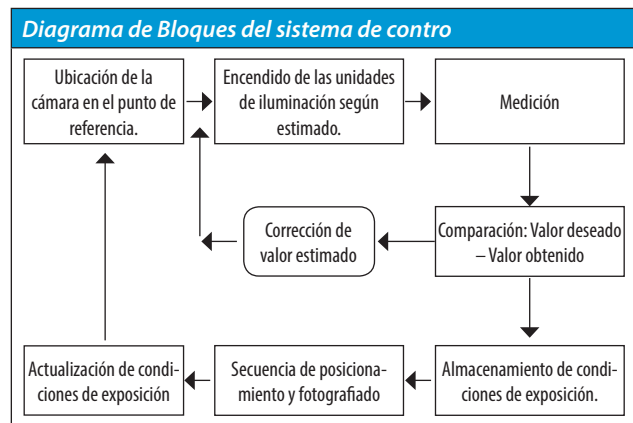 Diagrama de Bloques del sistema de contro
Ubicación de la
cámara en el punto de
referencia.
Encendido de las unidades
de iluminación según
estimado.
Medición
Corrección de
valor estimado
Comparación: Valor deseado
– Valor obtenido
Actualización de condi-
ciones de exposición
Secuencia de posiciona-
miento y fotografiado
Almacenamiento de condi-
ciones de exposición.